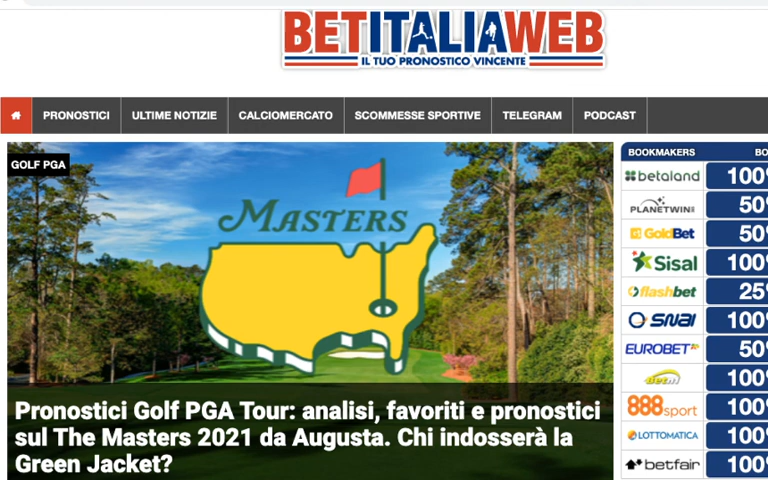 BETITALIAWEB
IL TUO PRONOSTICO VINCENTE
PRONOSTICI
ULTIME NOTIZIE
CALCIOMERCATO
SCOMMESSE SPORTIVE
TELEGRAM
PODCAST
GOLF PGA
MASTERS
Pronostici Golf PGA Tour: analisi, favoriti e pronostici
sul The Masters 2021 da Augusta. Chi indosserà la
Green Jacket?
BOOKMAKERS BO
betaland 100%
PLANETWIN 50%
GoldBet 50%
Sisal 100%
flashbet 25%
SNAI 100%
EUROBET 50%
100%
888sport 100%
LOTTOMATICA 100%
betfair 100%